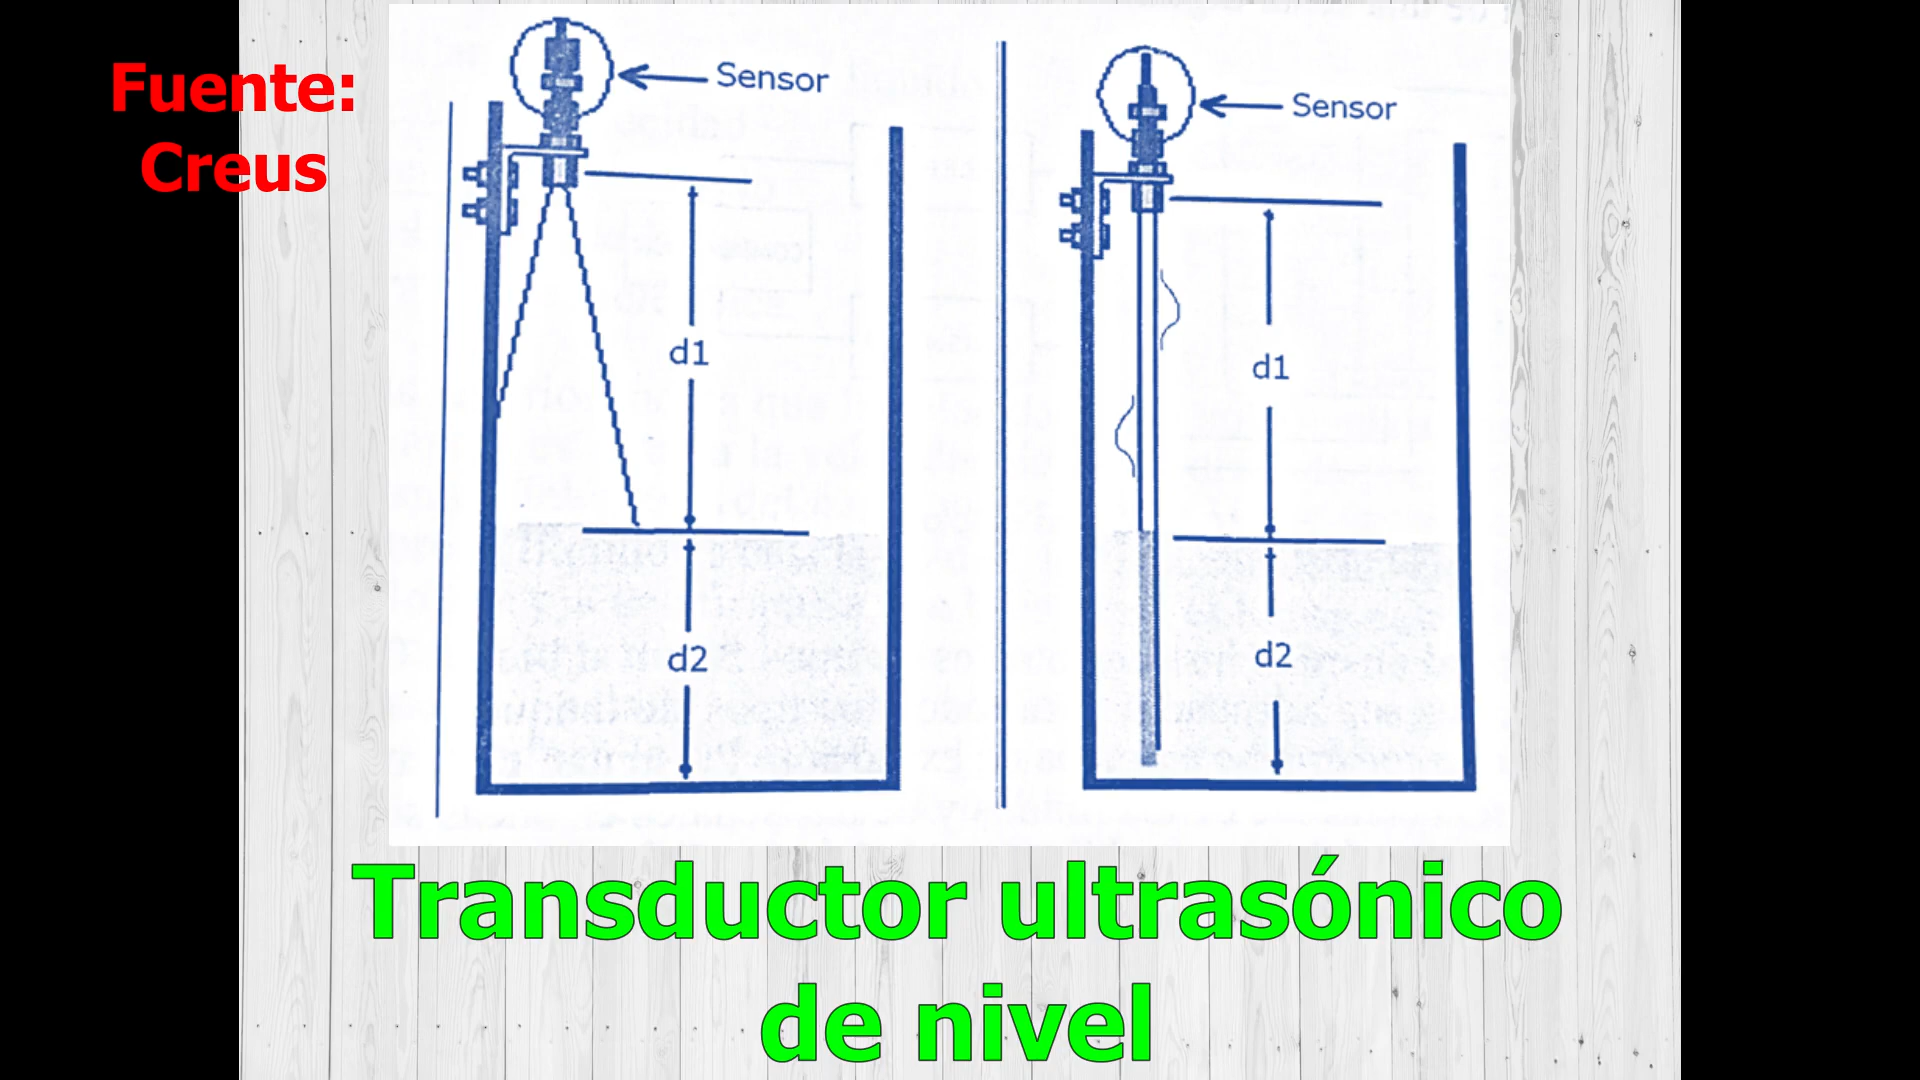 Fuente:
Creus
Sensor
d1
d2
Sensor
d1
d2
Transductor ultrasónico
de nivel